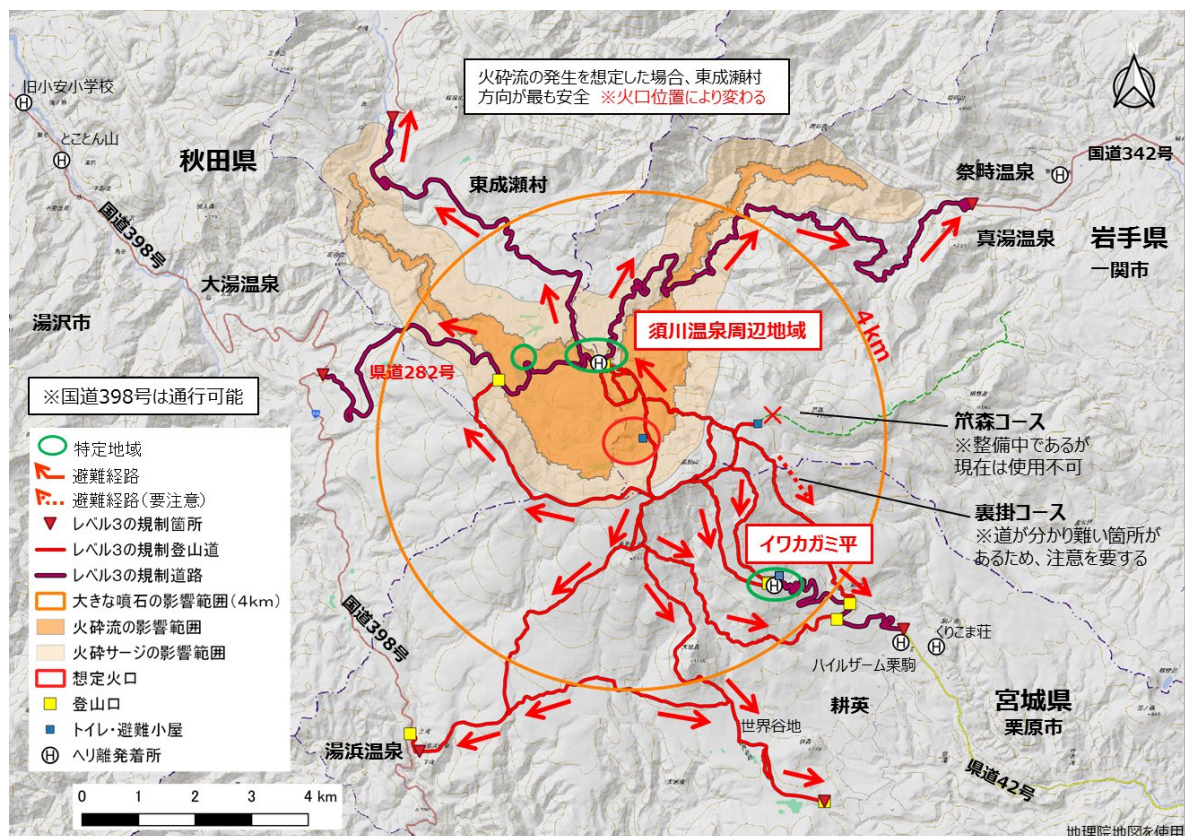 火砕流の発生を想定した場合、東成瀬村
方向が最も安全 ※火口位置により変わる
旧小安小学校
とことん山
秋田県
東成瀬村
国道342号
祭畤温泉
真湯温泉
岩手県
一関市
国道398号
大湯温泉
湯沢市
須川温泉周辺地域
4km
県道282号
※国道398号は通行可能
笊森コース
※整備中であるが
現在は使用不可
裏掛コース
※道が分かり難い箇所が
あるため、注意を要する
イワカガミ平
特定地域
避難経路
避難経路(要注意)
レベル3の規制箇所
レベル3の規制登山道
レベル3の規制道路
大きな噴石の影響範囲(4km)
火砕流の影響範囲
火砕サージの影響範囲
想定火口
登山口
トイレ・避難小屋
ヘリ離発着所
国道398号
くりこま荘
ハイルザーム栗駒
耕英
宮城県
栗原市
世界谷地
湯浜温泉
県道42号
0 1 2 3 4 km
地理院地図を使用